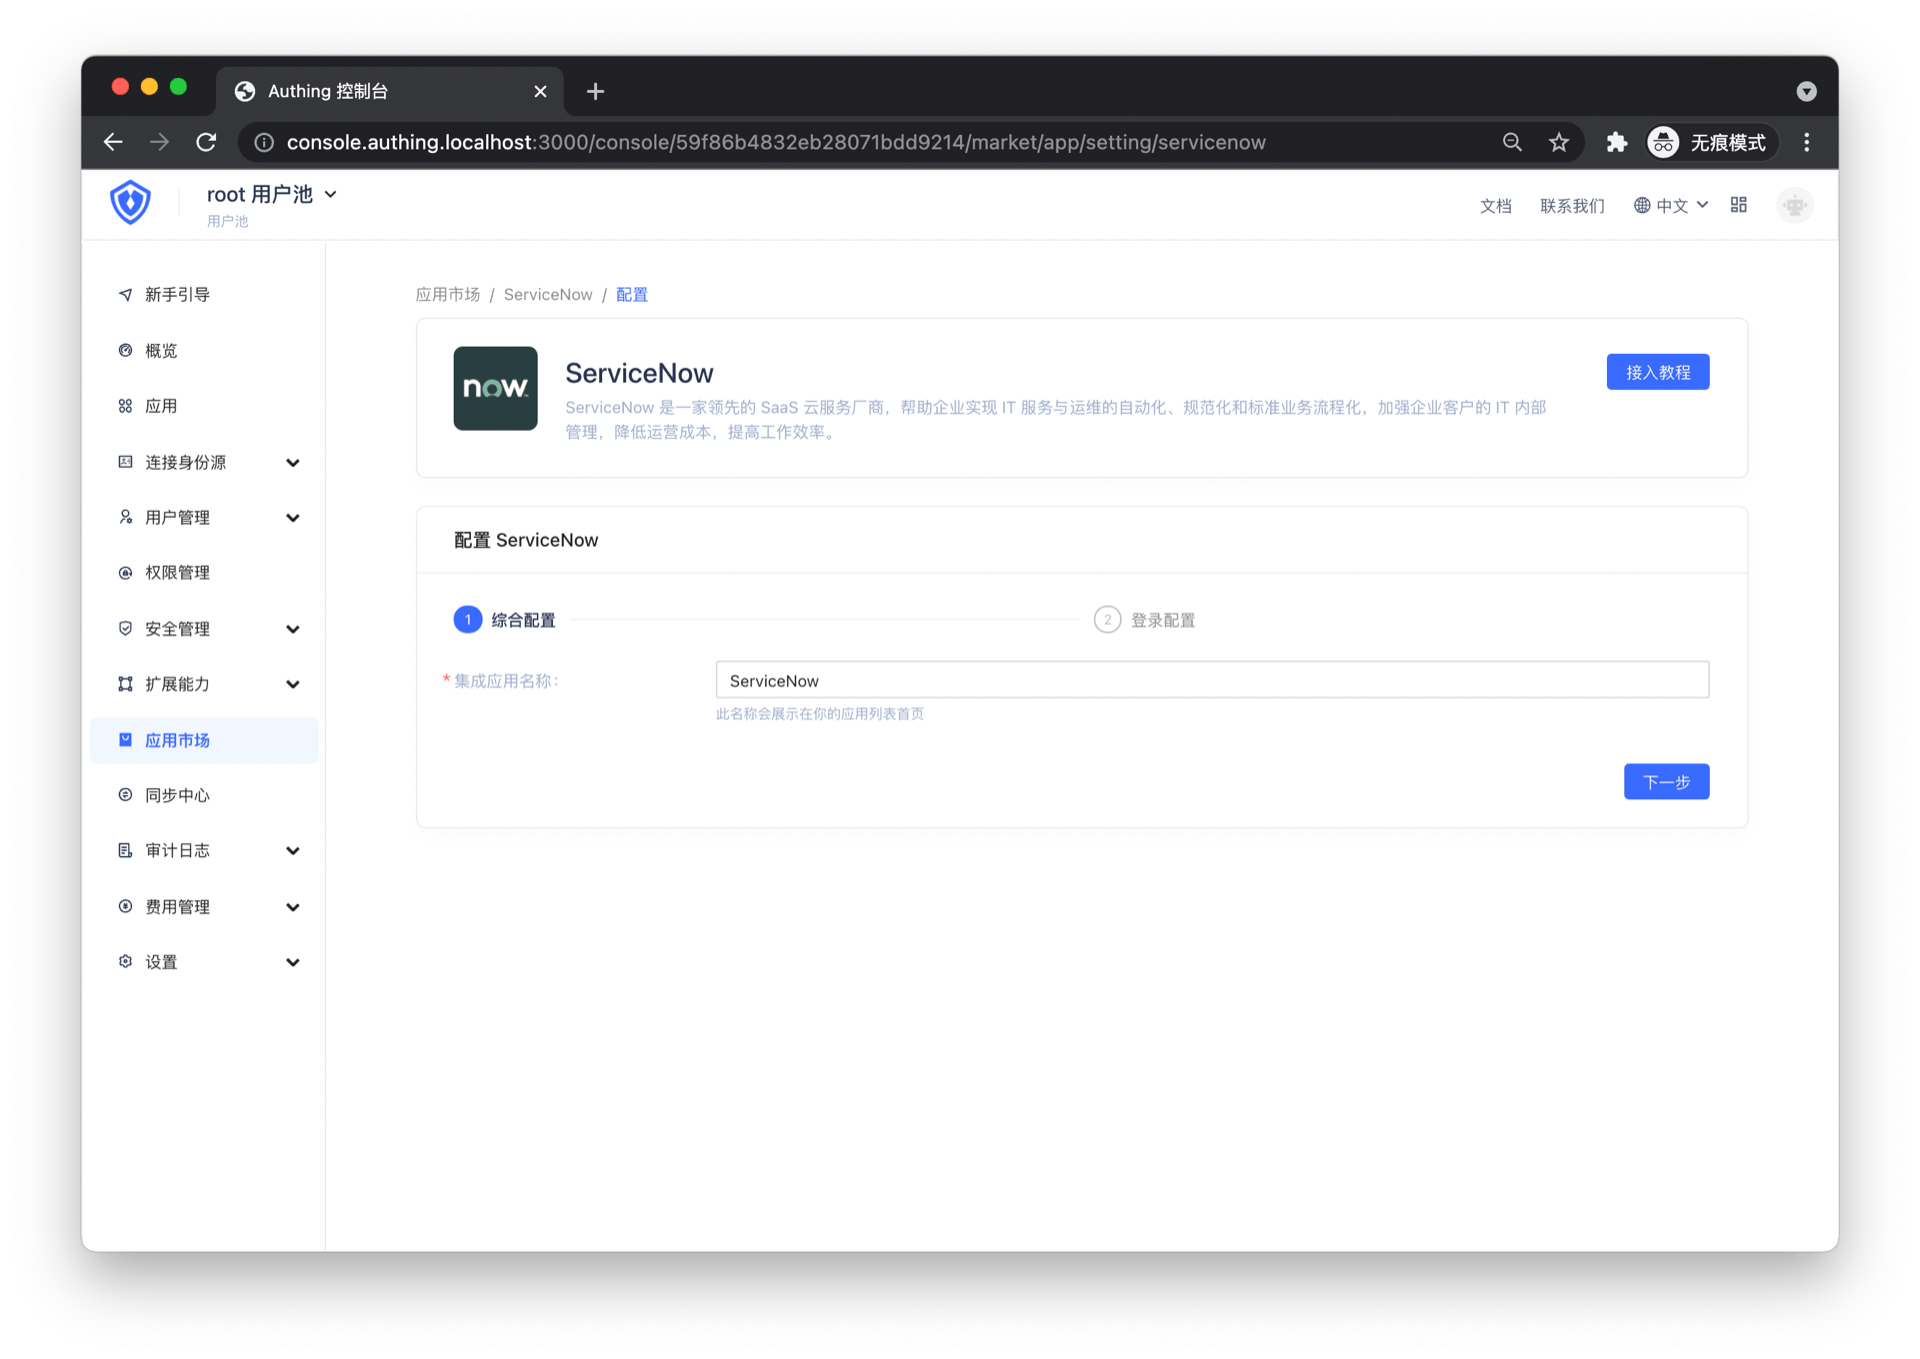 Authing 控制台
console.authing.localhost:3000/console/59f86b4832eb28071bdd9214/market/app/setting/servicenow
无痕模式
root 用户池
用户池
文档
联系我们
中文
新手引导
概览
应用
连接身份源
用户管理
权限管理
安全管理
扩展能力
应用市场
同步中心
审计日志
费用管理
设置
应用市场 / ServiceNow / 配置
now
ServiceNow
接入教程
ServiceNow 是一家领先的 SaaS 云服务厂商，帮助企业实现 IT 服务与运维的自动化、规范化和标准业务流程化，加强企业客户的 IT 内部
管理，降低运营成本，提高工作效率。
配置 ServiceNow
1 综合配置
2 登录配置
* 集成应用名称：
ServiceNow
此名称会展示在你的应用列表首页
下一步